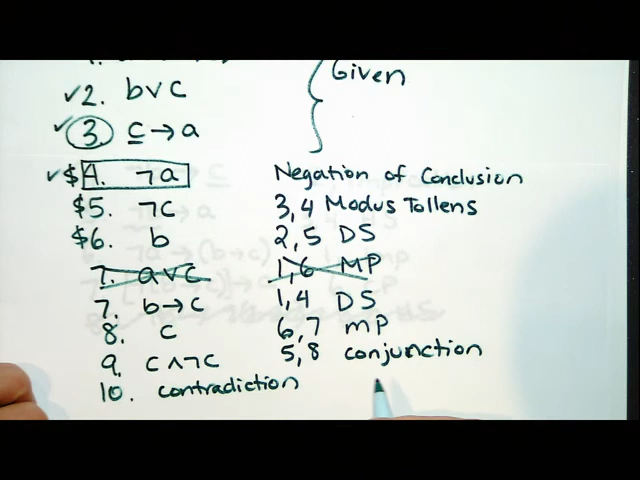 1.
Given
✓2. b∨c
✓3. c→a
✓$4. ¬a Negation of Conclusion
$5. ¬c 3,4 Modus Tollens
$6. b 2,5 DS
7. a∨c 1,6 MP
7. b→c 1,4 DS
8. c 6,7 MP
9. c∧¬c 5,8 conjunction
10. contradiction